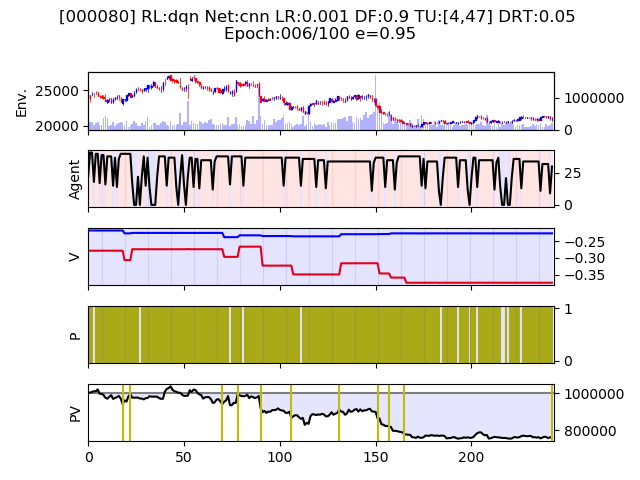 [000080] RL:dqn Net:cnn LR:0.001 DF:0.9 TU:[4,47] DRT:0.05
Epoch:006/100 e=0.95
Env.
25000
20000
1000000
0
Agent
25
0
V
−0.25
−0.30
−0.35
P
1
0
PV
1000000
800000
0
50
100
150
200